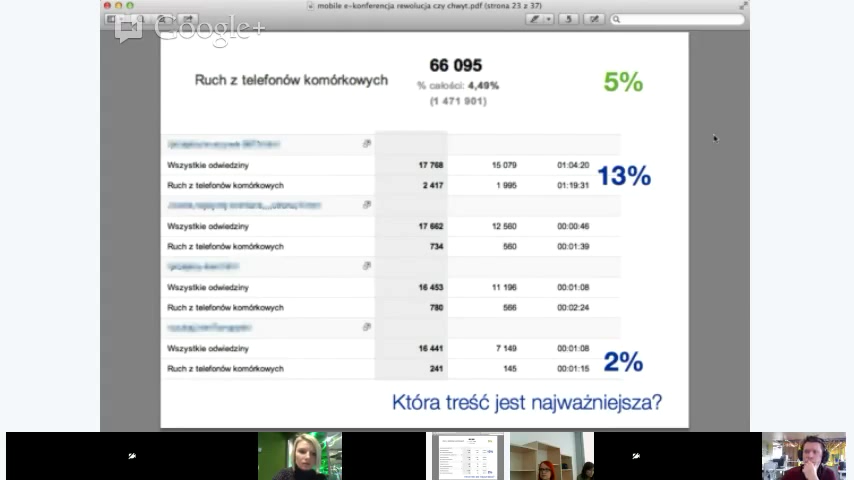 mobile e-konferencja rewolucja czy chwyt.pdf (strona 23 z 37)
Google+
Ruch z telefonów komórkowych
66 095
% całości: 4,49%
(1 471 901)
5%
Wszystkie odwiedziny 17 768 15 079 01:04:20
Ruch z telefonów komórkowych 2 417 1 995 01:19:31
13%
Wszystkie odwiedziny 17 662 12 560 00:00:46
Ruch z telefonów komórkowych 734 560 00:01:39
Wszystkie odwiedziny 16 453 11 196 00:01:08
Ruch z telefonów komórkowych 780 566 00:02:24
Wszystkie odwiedziny 16 441 7 149 00:01:08
Ruch z telefonów komórkowych 241 145 00:01:15
2%
Która treść jest najważniejsza?